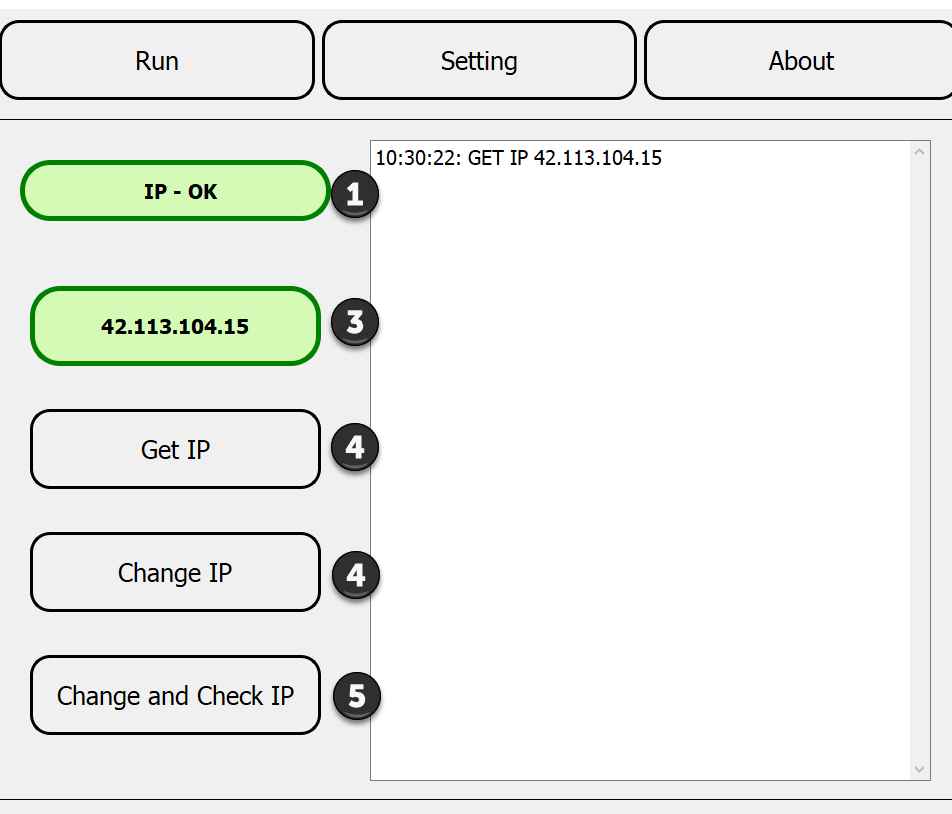 Run Setting About
10:30:22: GET IP 42.113.104.15
IP - OK 1
42.113.104.15 3
Get IP 4
Change IP 4
Change and Check IP 5